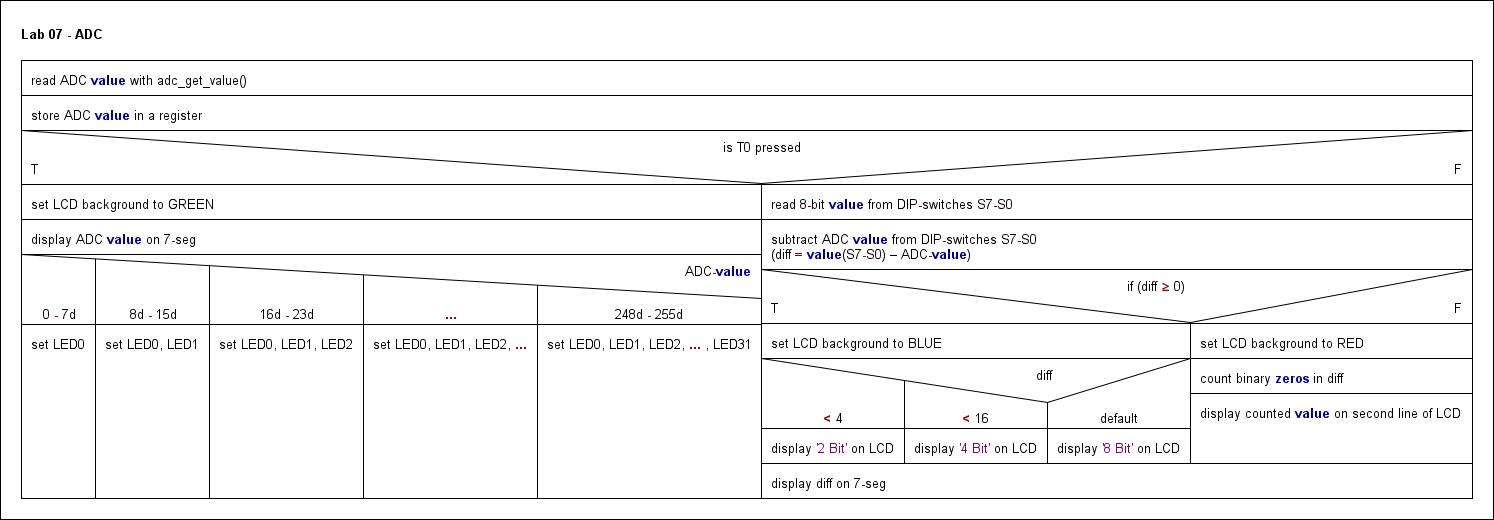 Lab 07 - ADC
read ADC value with adc_get_value()
store ADC value in a register
is T0 pressed
T
F
set LCD background to GREEN
display ADC value on 7-seg
ADC-value
0 - 7d
8d - 15d
16d - 23d
...
248d - 255d
set LED0
set LED0, LED1
set LED0, LED1, LED2
set LED0, LED1, LED2, ...
set LED0, LED1, LED2, ... , LED31
read 8-bit value from DIP-switches S7-S0
subtract ADC value from DIP-switches S7-S0
(diff = value(S7-S0) – ADC-value)
if (diff ≥ 0)
T
F
set LCD background to BLUE
diff
< 4
< 16
default
display '2 Bit' on LCD
display '4 Bit' on LCD
display '8 Bit' on LCD
set LCD background to RED
count binary zeros in diff
display counted value on second line of LCD
display diff on 7-seg